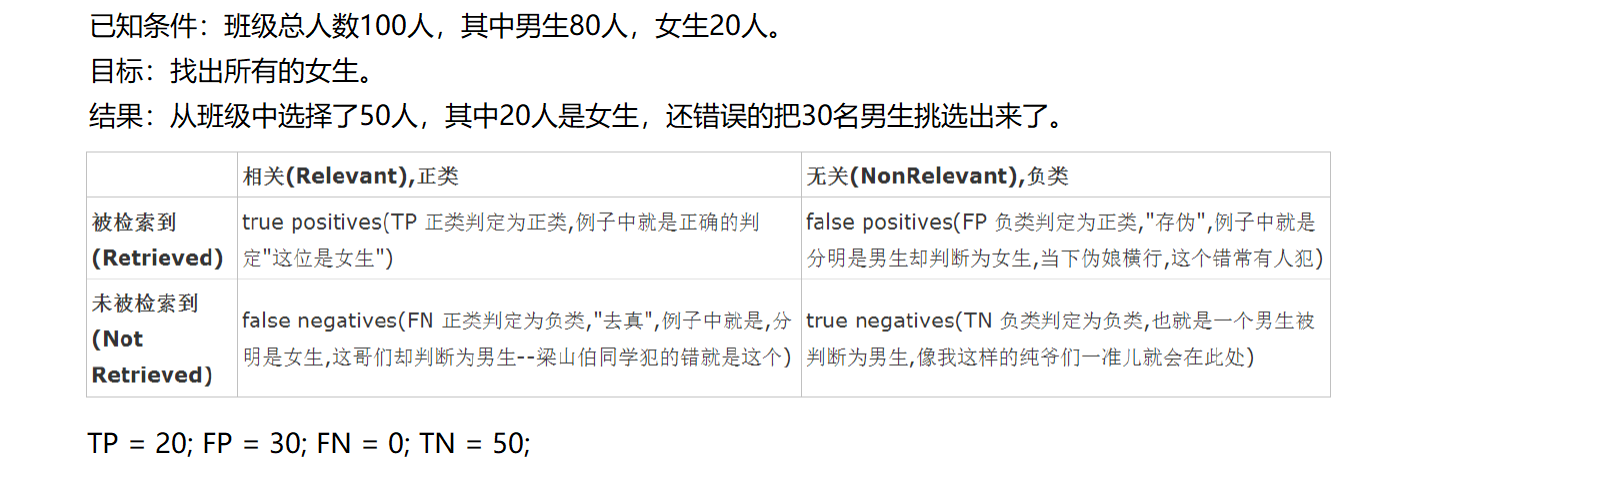 已知条件：班级总人数100人，其中男生80人，女生20人。
目标：找出所有的女生。
结果：从班级中选择了50人，其中20人是女生，还错误的把30名男生挑选出来了。
相关(Relevant),正类
无关(NonRelevant),负类
被检索到
(Retrieved)
true positives(TP 正类判定为正类,例子中就是正确的判
定"这位是女生")
false positives(FP 负类判定为正类,"存伪",例子中就是
分明是男生却判断为女生,当下伪娘横行,这个错常有人犯)
未被检索到
(Not
Retrieved)
false negatives(FN 正类判定为负类,"去真",例子中就是,分
明是女生,这哥们却判断为男生--梁山伯同学犯的错就是这个)
true negatives(TN 负类判定为负类,也就是一个男生被
判断为男生,像我这样的纯爷们一准儿就会在此处)
TP = 20; FP = 30; FN = 0; TN = 50;